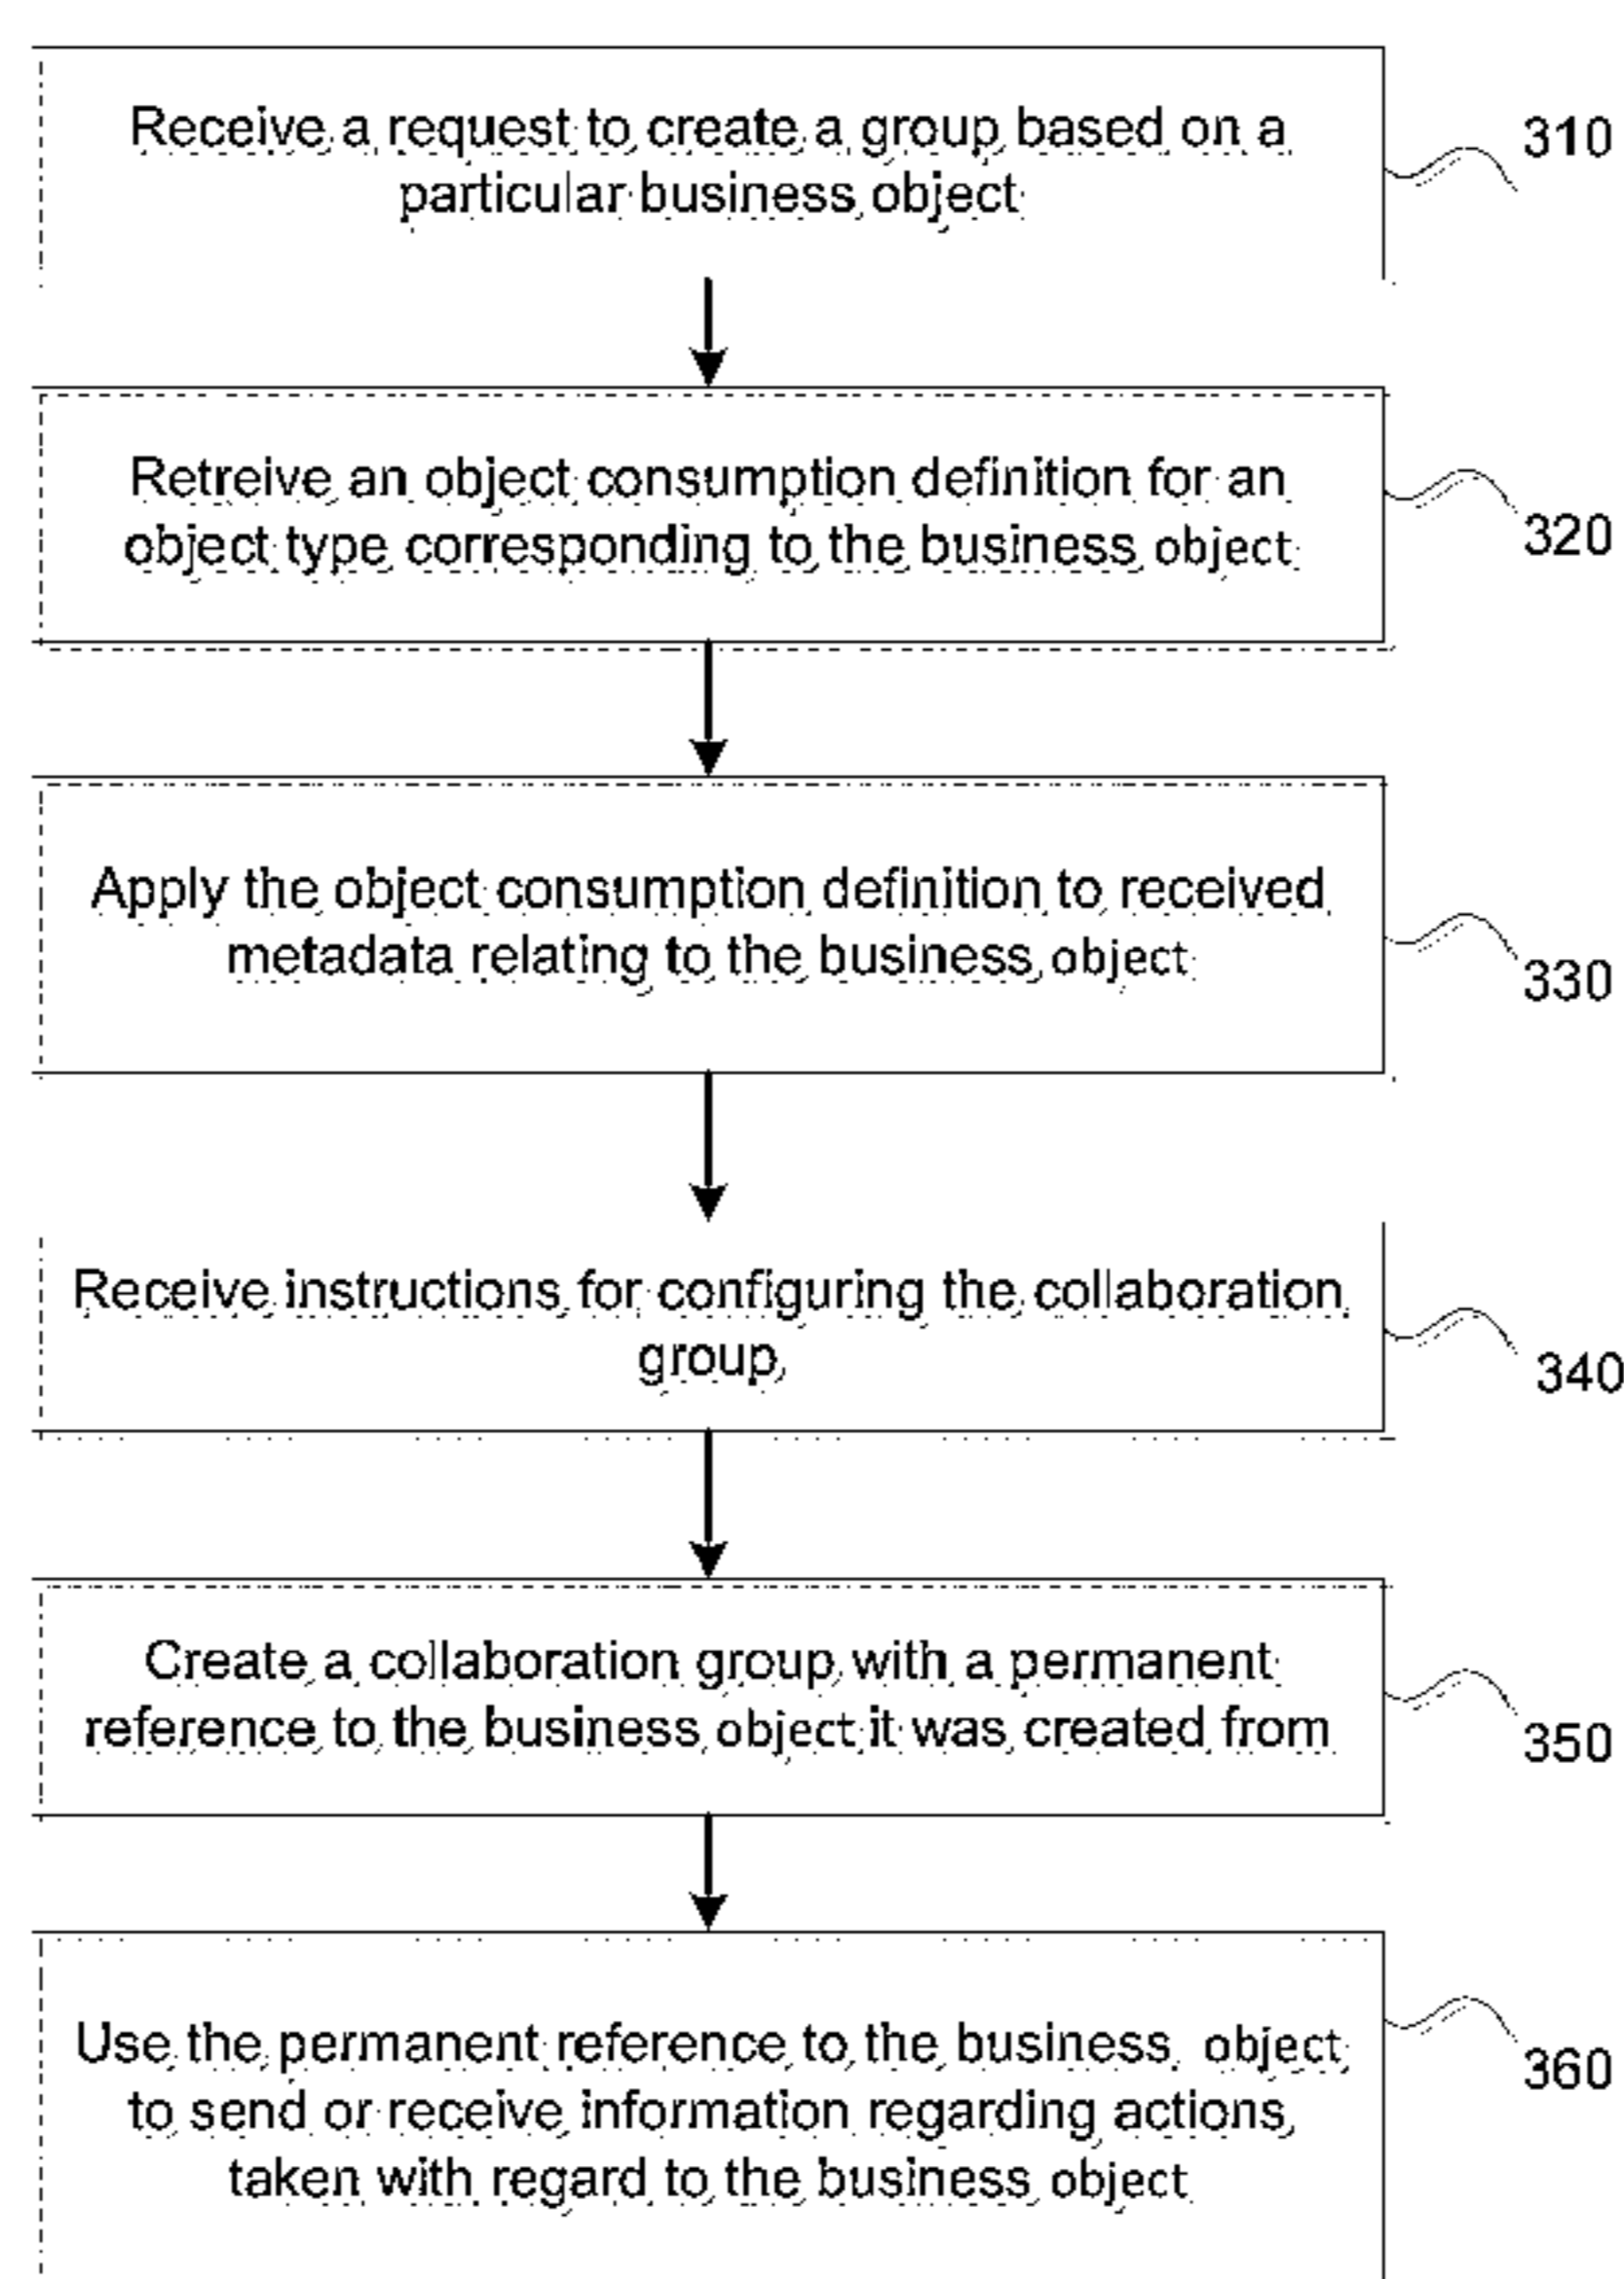 Receive a request to create a group based on a
particular business object
310
Retreive an object consumption definition for an
object type corresponding to the business object
320
Apply the object consumption definition to received
metadata relating to the business object
330
Receive instructions for configuring the collaboration
group
340
Create a collaboration group with a permanent
reference to the business object it was created from
350
Use the permanent reference to the business object
to send or receive information regarding actions
taken with regard to the business object
360